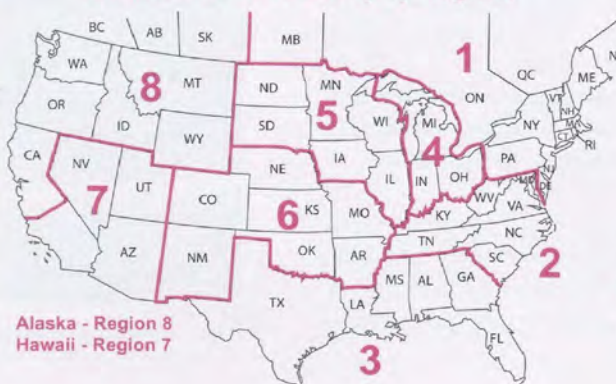 BC AB SK MB
1
QC
ON
ME
WA
MT
8
ND
MN
OR
ID
SD
5
WI
MI
VT
NH
NY
WY
4
CT
RI
CA
NV
IA
PA
NJ
NE
IL
IN
OH
MD
DE
7
UT
CO
6
KS
MO
WV
VA
KY
NC
AZ
NM
OK
AR
TN
SC
2
MS
AL
GA
TX
LA
Alaska - Region 8
Hawaii - Region 7
3
FL